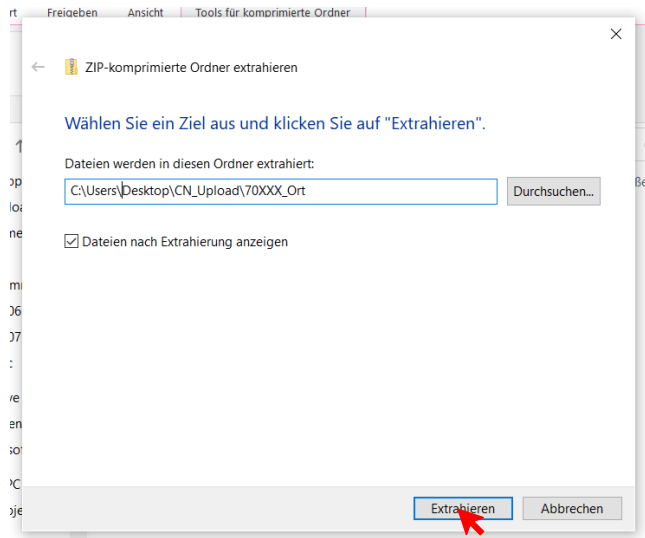 Freigeben Ansicht Tools für komprimierte Ordner
ZIP-komprimierte Ordner extrahieren
Wählen Sie ein Ziel aus und klicken Sie auf "Extrahieren".
Dateien werden in diesen Ordner extrahiert:
C:\Users\Desktop\CN_Upload\70XXX_Ort
Durchsuchen...
Dateien nach Extrahierung anzeigen
Extrahieren
Abbrechen